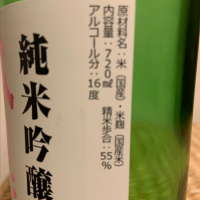 原材料名：米（国産）・米麹（国産米）
精米歩合：55％
内容量：720㎖
アルコール分：16度
純米吟醸